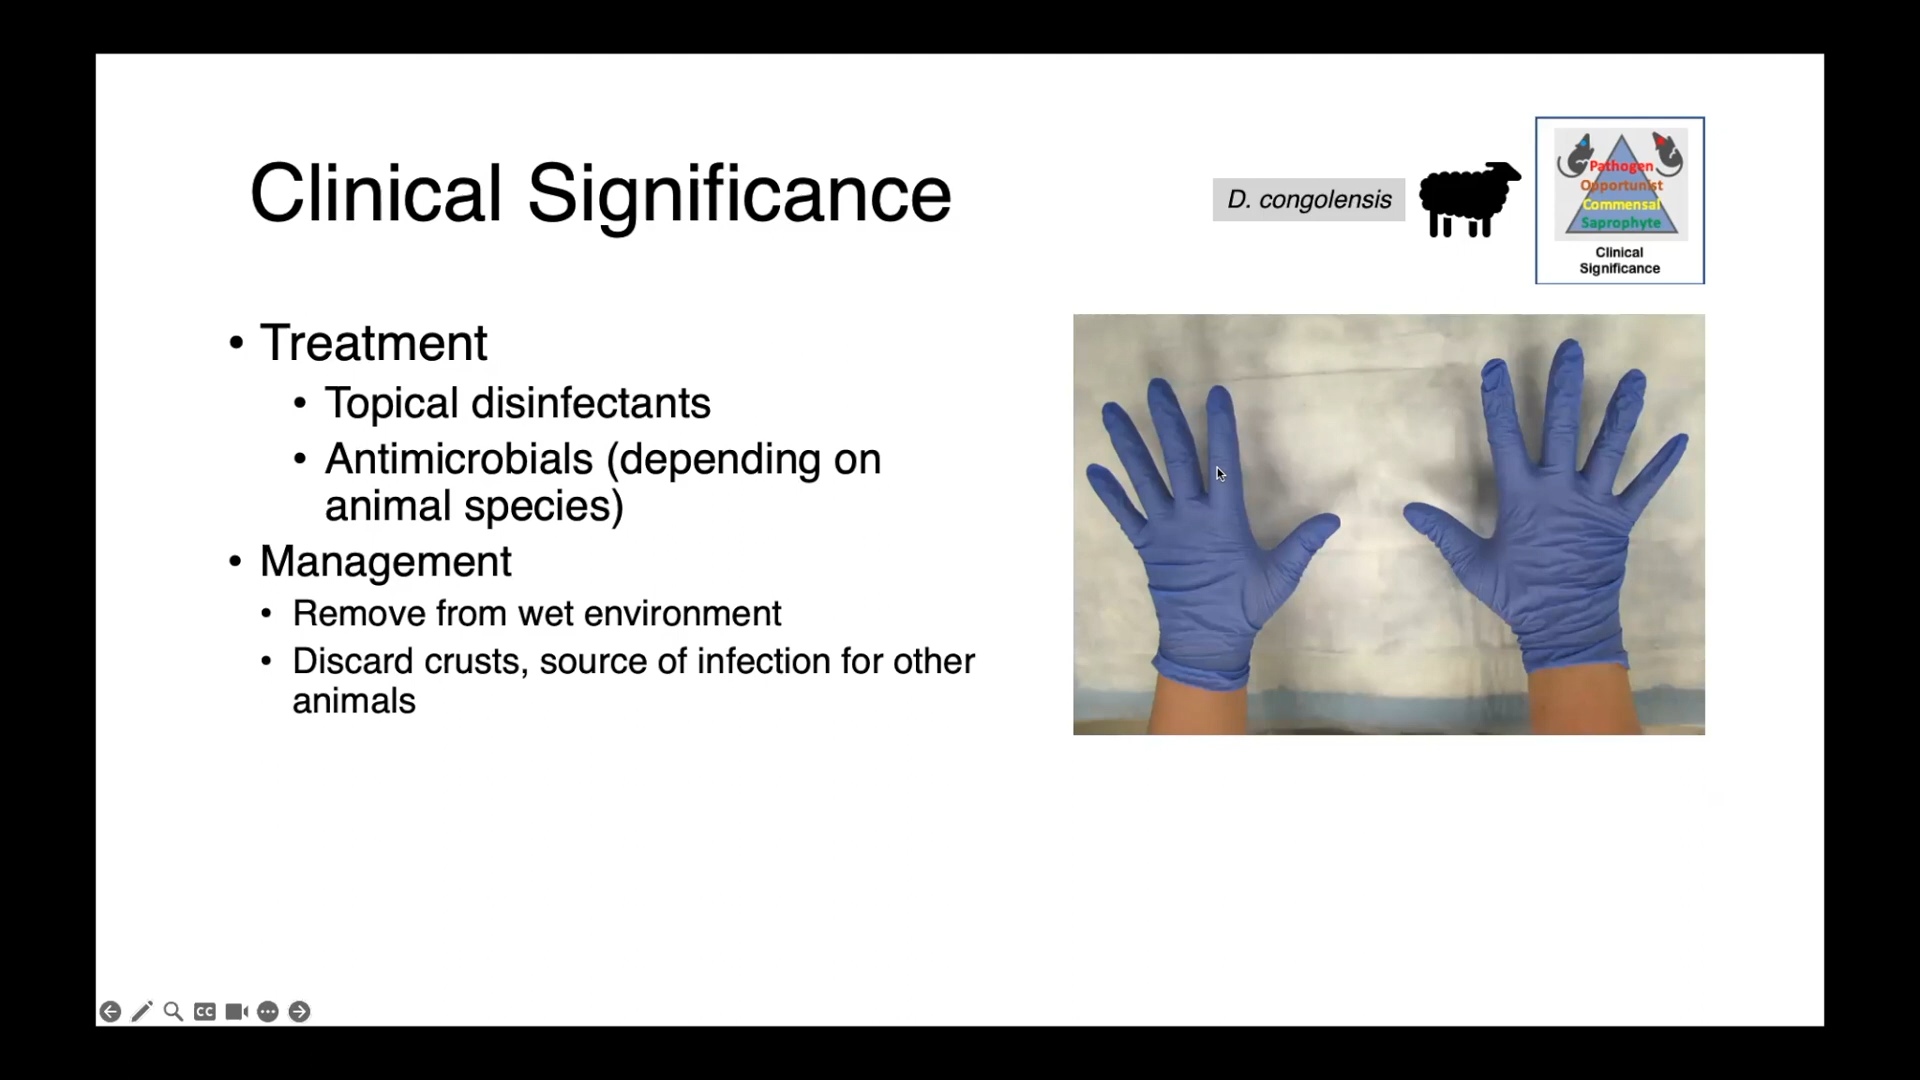 Clinical Significance
D. congolensis
Pathogen
Opportunist
Commensal
Saprophyte
Clinical
Significance
• Treatment
• Topical disinfectants
• Antimicrobials (depending on
animal species)
• Management
• Remove from wet environment
• Discard crusts, source of infection for other
animals
CC